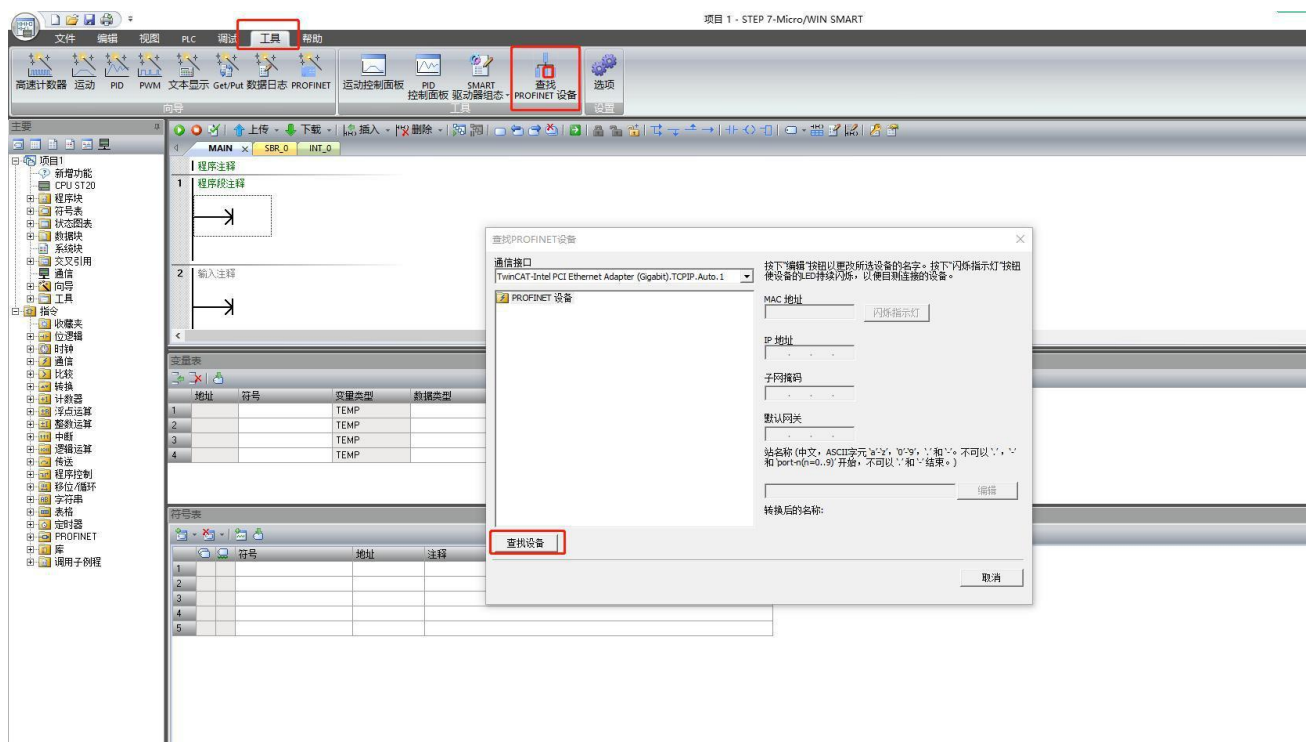 项目 1 - STEP 7-Micro/WIN SMART
文件 编辑 视图 PLC 调试 工具 帮助
高速计数器 运动 PID PWM 文本显示 Get/Put 数据日志 PROFINET 运动控制面板 PID 控制面板 SMART 驱动器组态 查找 PROFINET 设备 选项
向导 工具 设置
主要
上传 下载 插入 删除
MAIN SBR_0 INT_0
项目1
新增功能
CPU ST20
程序块
符号表
状态图表
数据块
系统块
交叉引用
通信
向导
工具
指令
收藏夹
位逻辑
时钟
通信
比较
转换
计数器
浮点运算
整数运算
中断
逻辑运算
传送
程序控制
移位/循环
字符串
表格
定时器
PROFINET
库
调用子例程
程序注释
1 程序段注释
2 输入注释
变量表
地址 符号 变量类型 数据类型
1 TEMP
2 TEMP
3 TEMP
4 TEMP
符号表
符号 地址 注释
1
2
3
4
5
查找PROFINET设备
通信接口
TwinCAT-Intel PCI Ethernet Adapter (Gigabit).TCPIP.Auto.1
PROFINET 设备
查找设备
按下"编辑"按钮以更改所选设备的名字。按下"闪烁指示灯"按钮
使设备的LED持续闪烁，以便目测连接的设备。
MAC 地址
闪烁指示灯
IP 地址
子网掩码
默认网关
站名称 (中文，ASCII字元 'a'-'z'，'0'-'9'，'.' 和 '-'。不可以 '.'，'-'
和 'port-n(n=0..9)' 开始，不可以 '.' 和 '-' 结束。)
编辑
转换后的名称:
取消